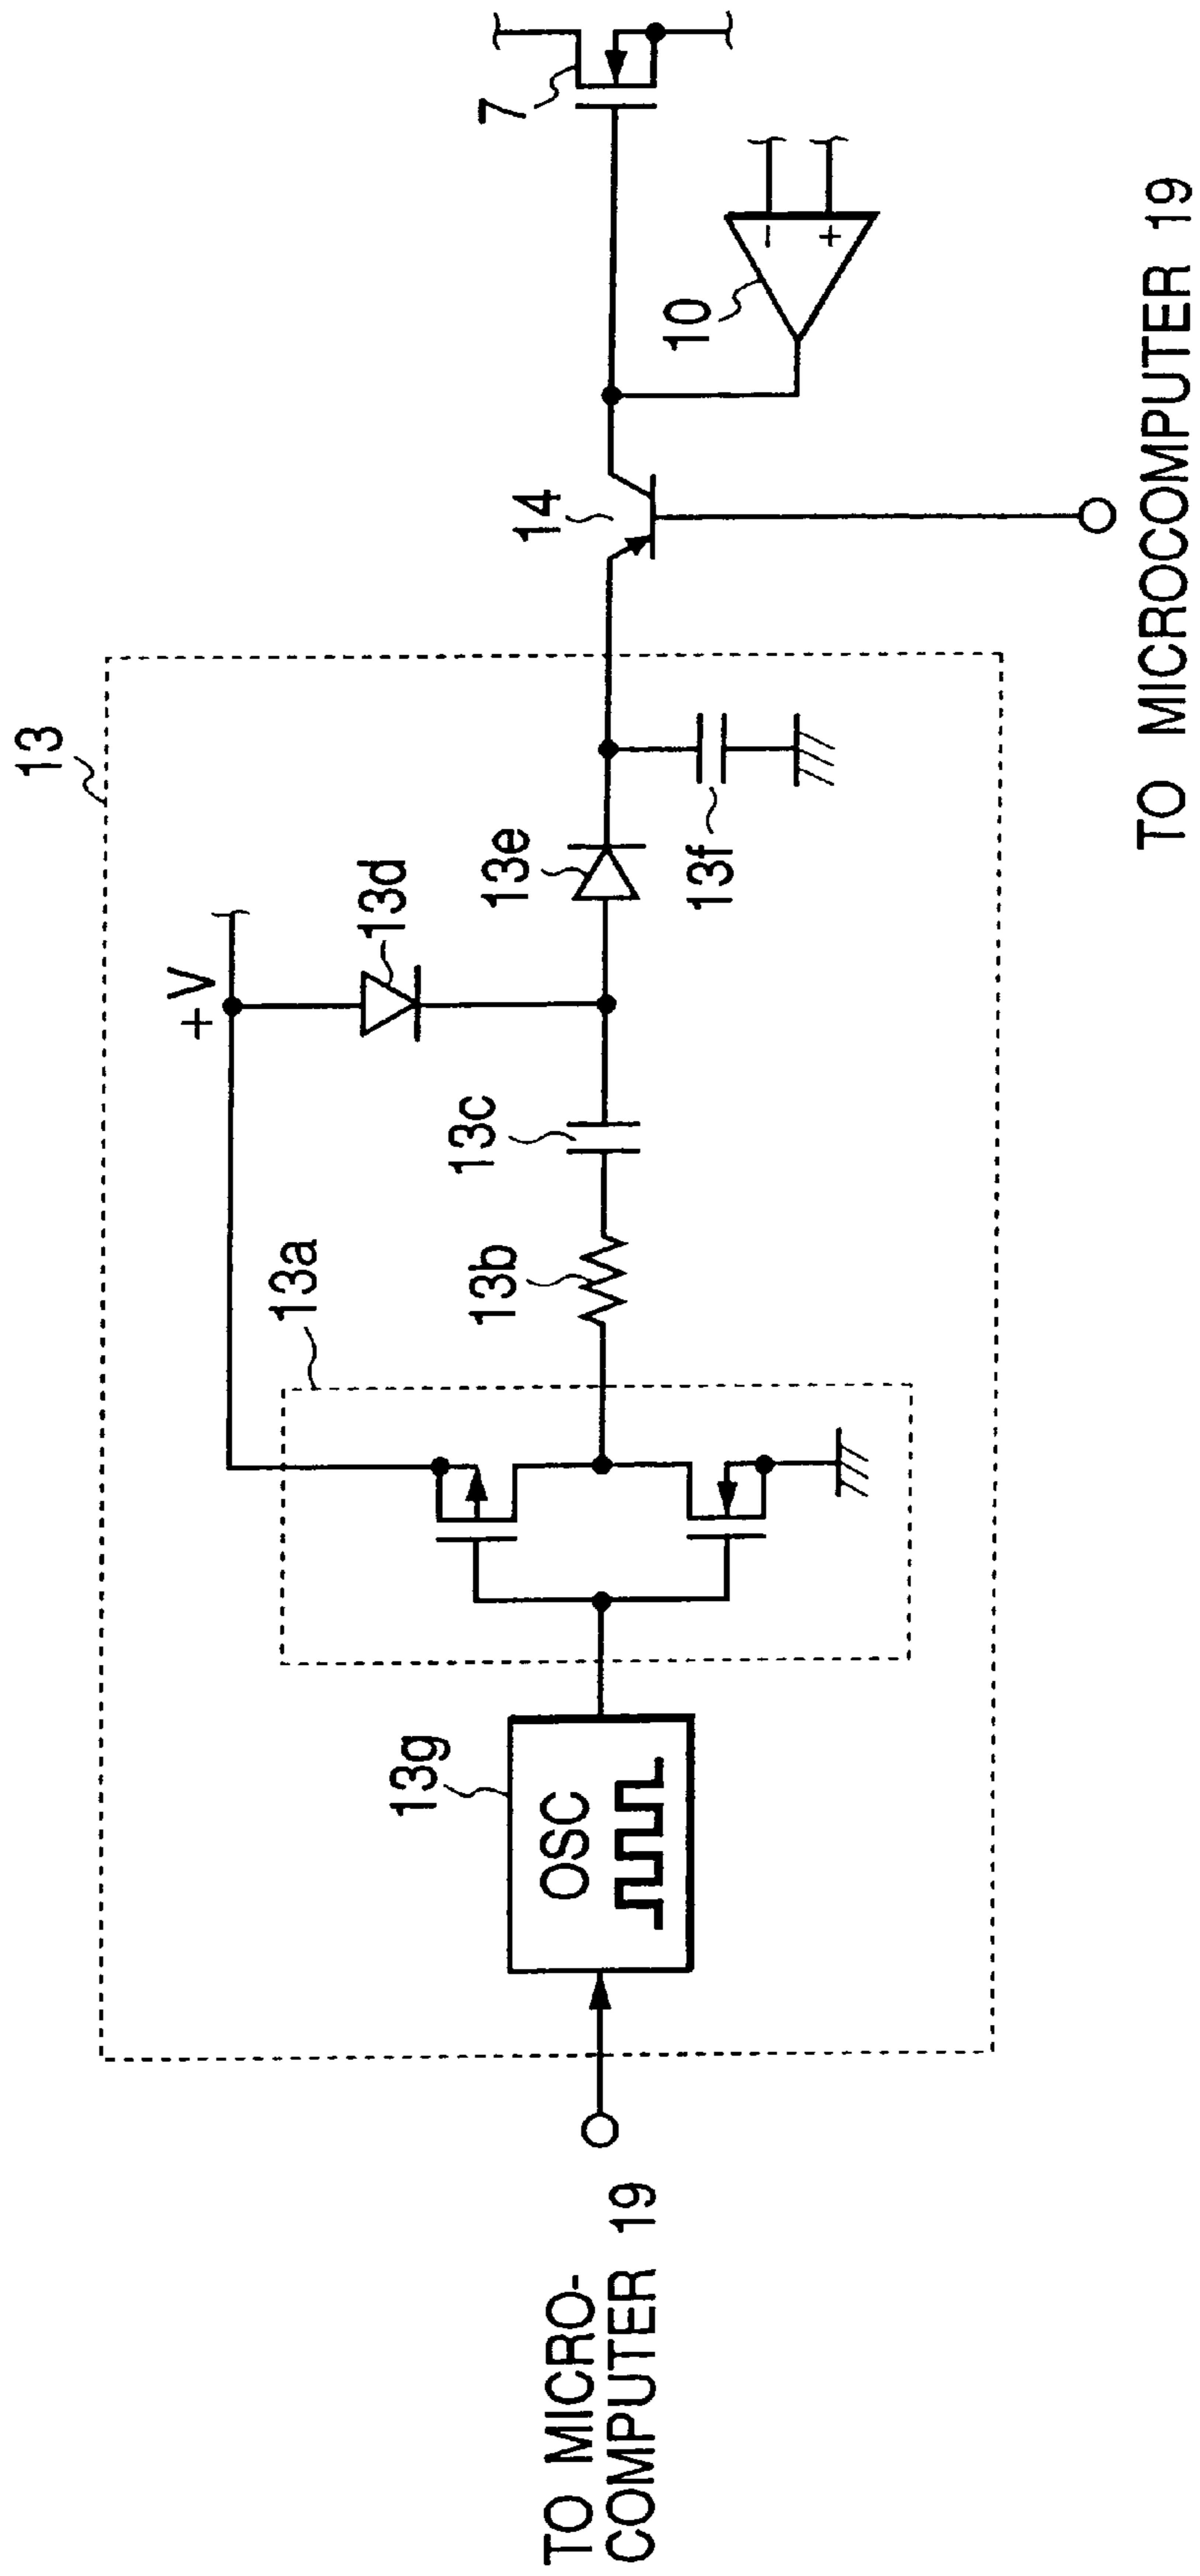 13
+V
13d
13a
13g
OSC
13b
13c
13e
13f
14
10
-
+
7
TO MICRO-
COMPUTER 19
TO MICROCOMPUTER 19